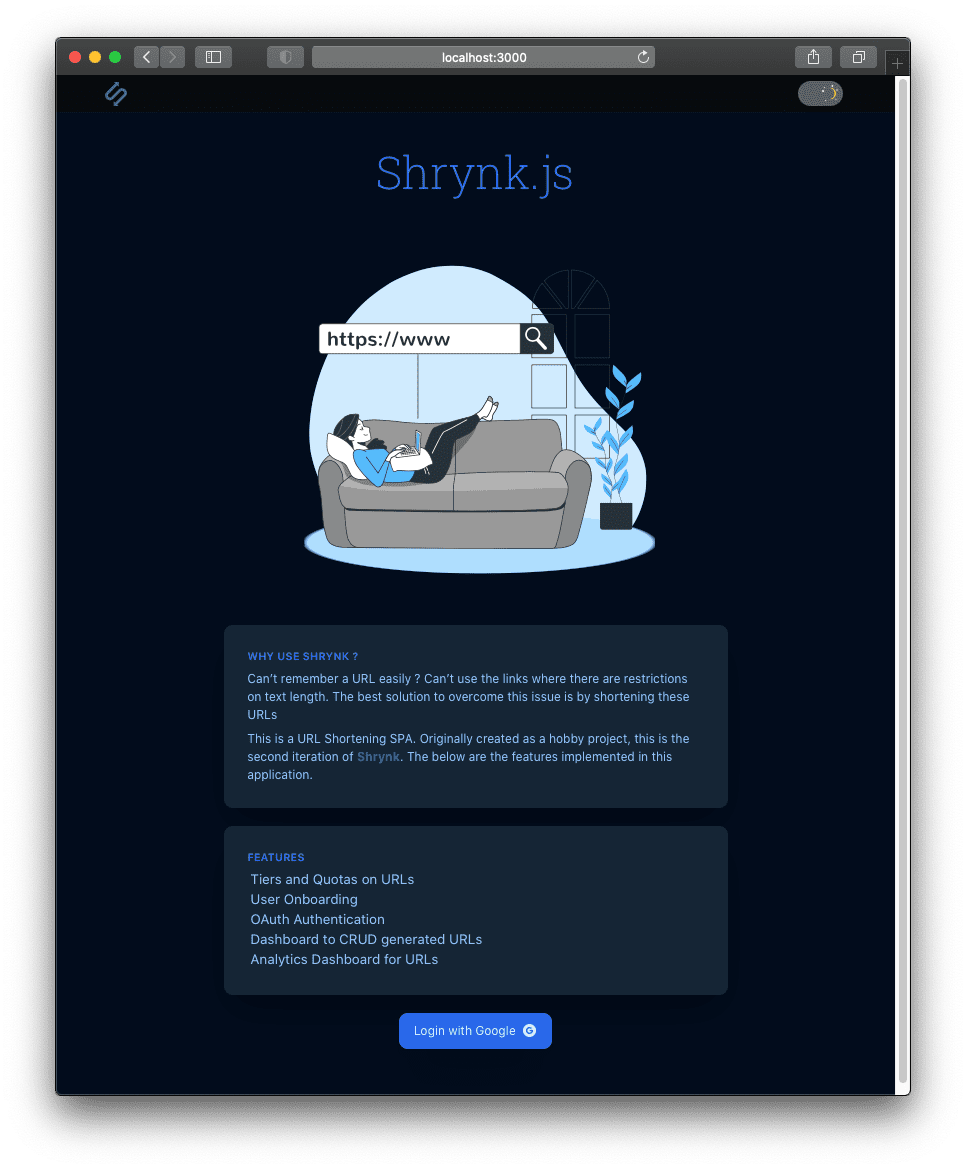 localhost:3000
Shrynk.js
https://www
WHY USE SHRYNK ?
Can’t remember a URL easily ? Can’t use the links where there are restrictions
on text length. The best solution to overcome this issue is by shortening these
URLs
This is a URL Shortening SPA. Originally created as a hobby project, this is the
second iteration of Shrynk. The below are the features implemented in this
application.
FEATURES
Tiers and Quotas on URLs
User Onboarding
OAuth Authentication
Dashboard to CRUD generated URLs
Analytics Dashboard for URLs
Login with Google G